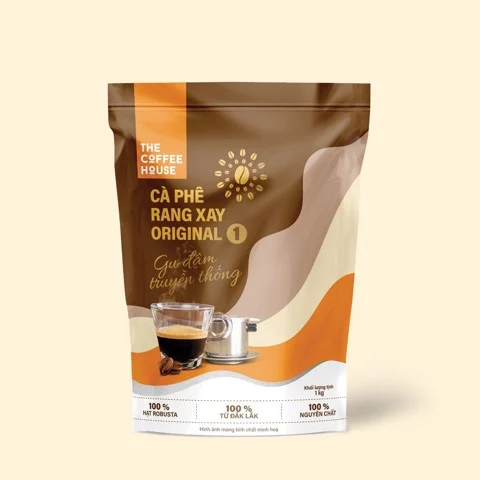 THE
COFFEE
HOUSE
CÀ PHÊ
RANG XAY
ORIGINAL 1
Gu đậm
truyền thống
Khối lượng tịnh
1 kg
100 %
HẠT ROBUSTA
100 %
TỪ ĐẮK LẮK
100 %
NGUYÊN CHẤT
Hình ảnh mang tính chất minh hoạ